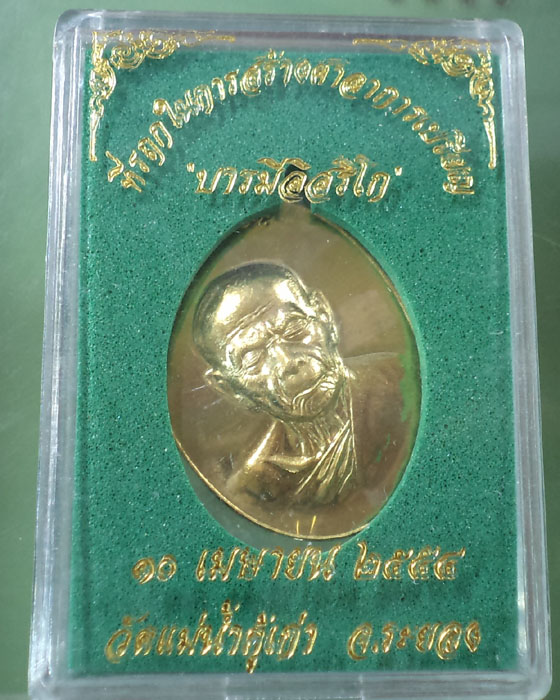 ที่ระฤกในการสร้างศาลาการเปรียญ
"บารมีอิสริโก"
๑๐ เมษายน ๒๕๕๔
วัดแม่น้ำคู้เก่า จ.ระยอง